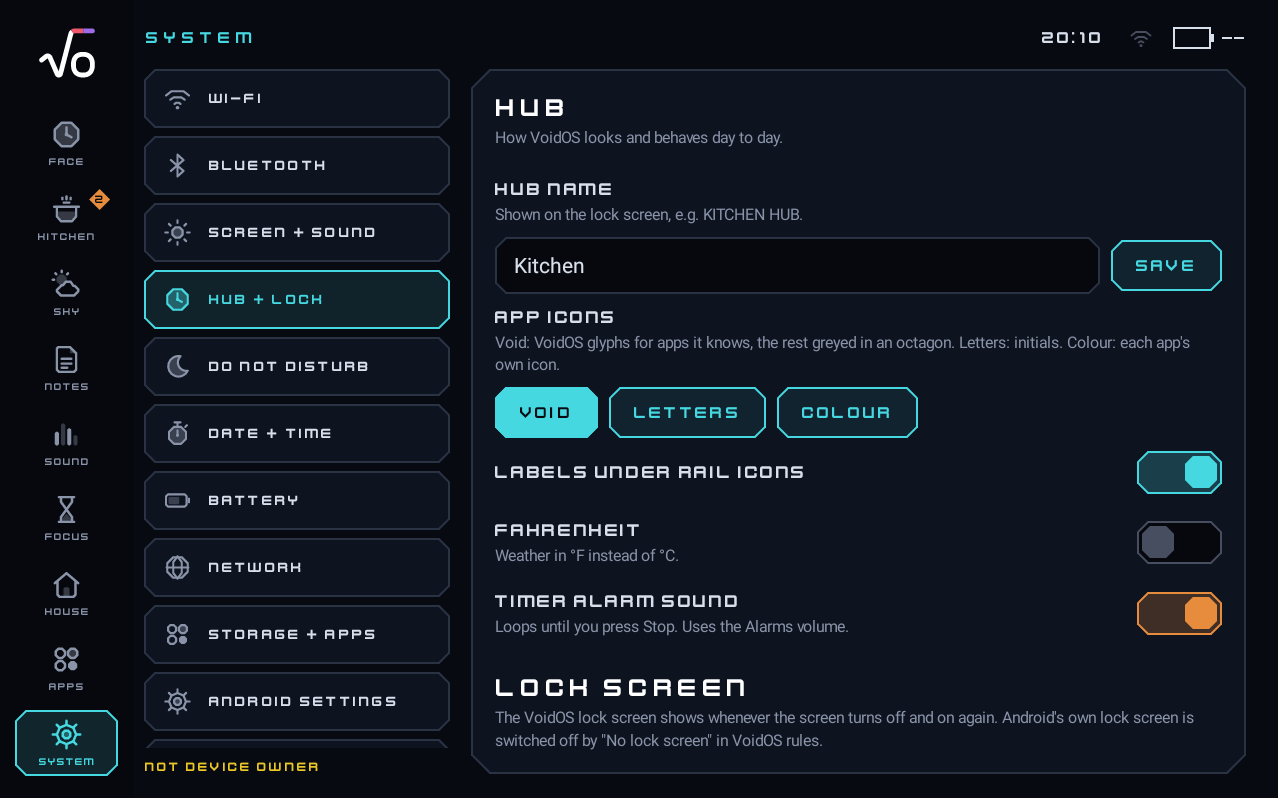 √o
SYSTEM
20:10
--
FACE
2
KITCHEN
SKY
NOTES
SOUND
FOCUS
HOUSE
APPS
SYSTEM
WI-FI
BLUETOOTH
SCREEN + SOUND
HUB + LOCK
DO NOT DISTURB
DATE + TIME
BATTERY
NETWORK
STORAGE + APPS
ANDROID SETTINGS
NOT DEVICE OWNER
HUB
How VoidOS looks and behaves day to day.
HUB NAME
Shown on the lock screen, e.g. KITCHEN HUB.
Kitchen
SAVE
APP ICONS
Void: VoidOS glyphs for apps it knows, the rest greyed in an octagon. Letters: initials. Colour: each app's
own icon.
VOID
LETTERS
COLOUR
LABELS UNDER RAIL ICONS
FAHRENHEIT
Weather in °F instead of °C.
TIMER ALARM SOUND
Loops until you press Stop. Uses the Alarms volume.
LOCK SCREEN
The VoidOS lock screen shows whenever the screen turns off and on again. Android's own lock screen is
switched off by "No lock screen" in VoidOS rules.